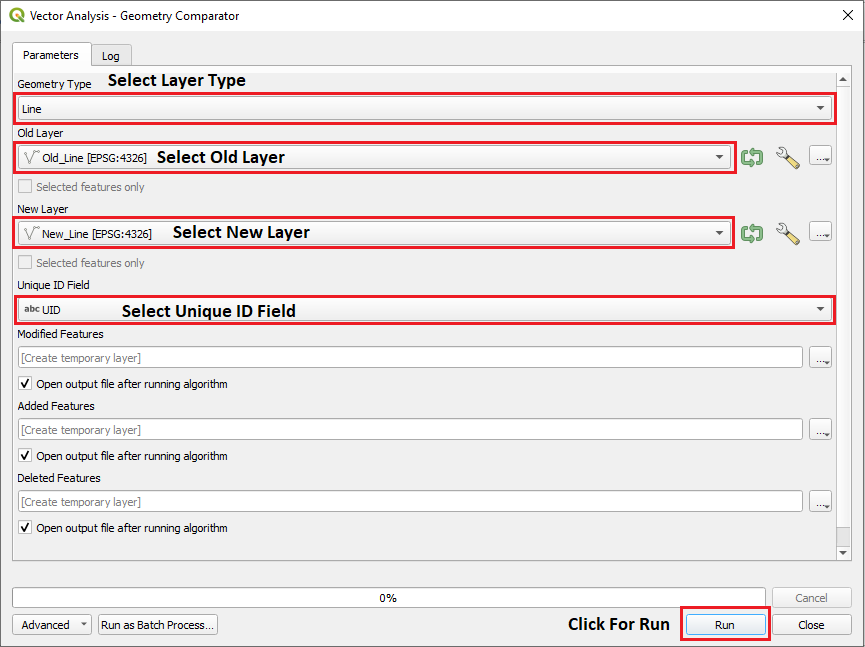 Vector Analysis - Geometry Comparator
Parameters Log
Geometry Type Select Layer Type
Line
Old Layer
Old_Line [EPSG:4326] Select Old Layer
...
Selected features only
New Layer
New_Line [EPSG:4326] Select New Layer
...
Selected features only
Unique ID Field
abc UID Select Unique ID Field
Modified Features
[Create temporary layer] ...
Open output file after running algorithm
Added Features
[Create temporary layer] ...
Open output file after running algorithm
Deleted Features
[Create temporary layer] ...
Open output file after running algorithm
0% Cancel
Advanced Run as Batch Process... Click For Run Run Close